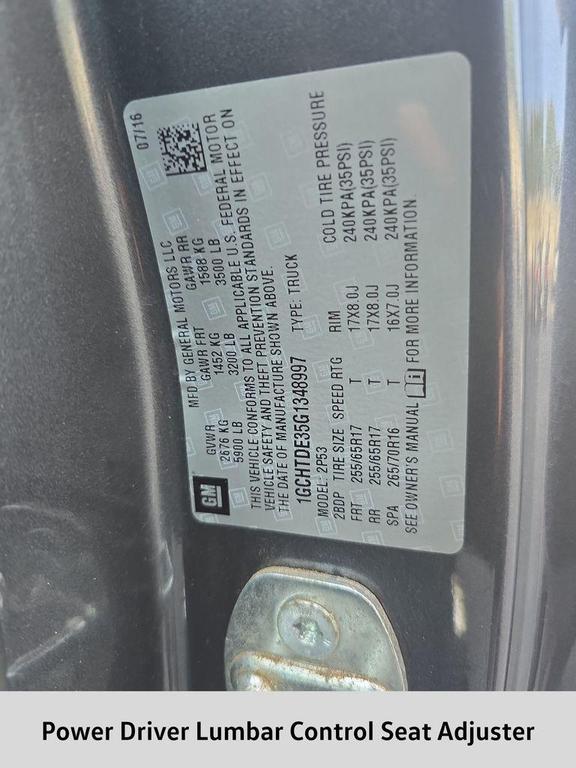 07/16
MFD BY GENERAL MOTORS LLC
GVWR GAWR FRT GAWR RR
2676 KG 1452 KG 1588 KG
5900 LB 3200 LB 3500 LB
THIS VEHICLE CONFORMS TO ALL APPLICABLE U.S. FEDERAL MOTOR
VEHICLE SAFETY AND THEFT PREVENTION STANDARDS IN EFFECT ON
THE DATE OF MANUFACTURE SHOWN ABOVE.
1GCHTDE35G1348997 TYPE: TRUCK
MODEL: 2P53
2BDP TIRE SIZE SPEED RTG RIM COLD TIRE PRESSURE
FRT 255/65R17 T 17X8.0J 240KPA(35PSI)
RR 255/65R17 T 17X8.0J 240KPA(35PSI)
SPA 265/70R16 T 16X7.0J 240KPA(35PSI)
SEE OWNER'S MANUAL FOR MORE INFORMATION.
GM
Power Driver Lumbar Control Seat Adjuster